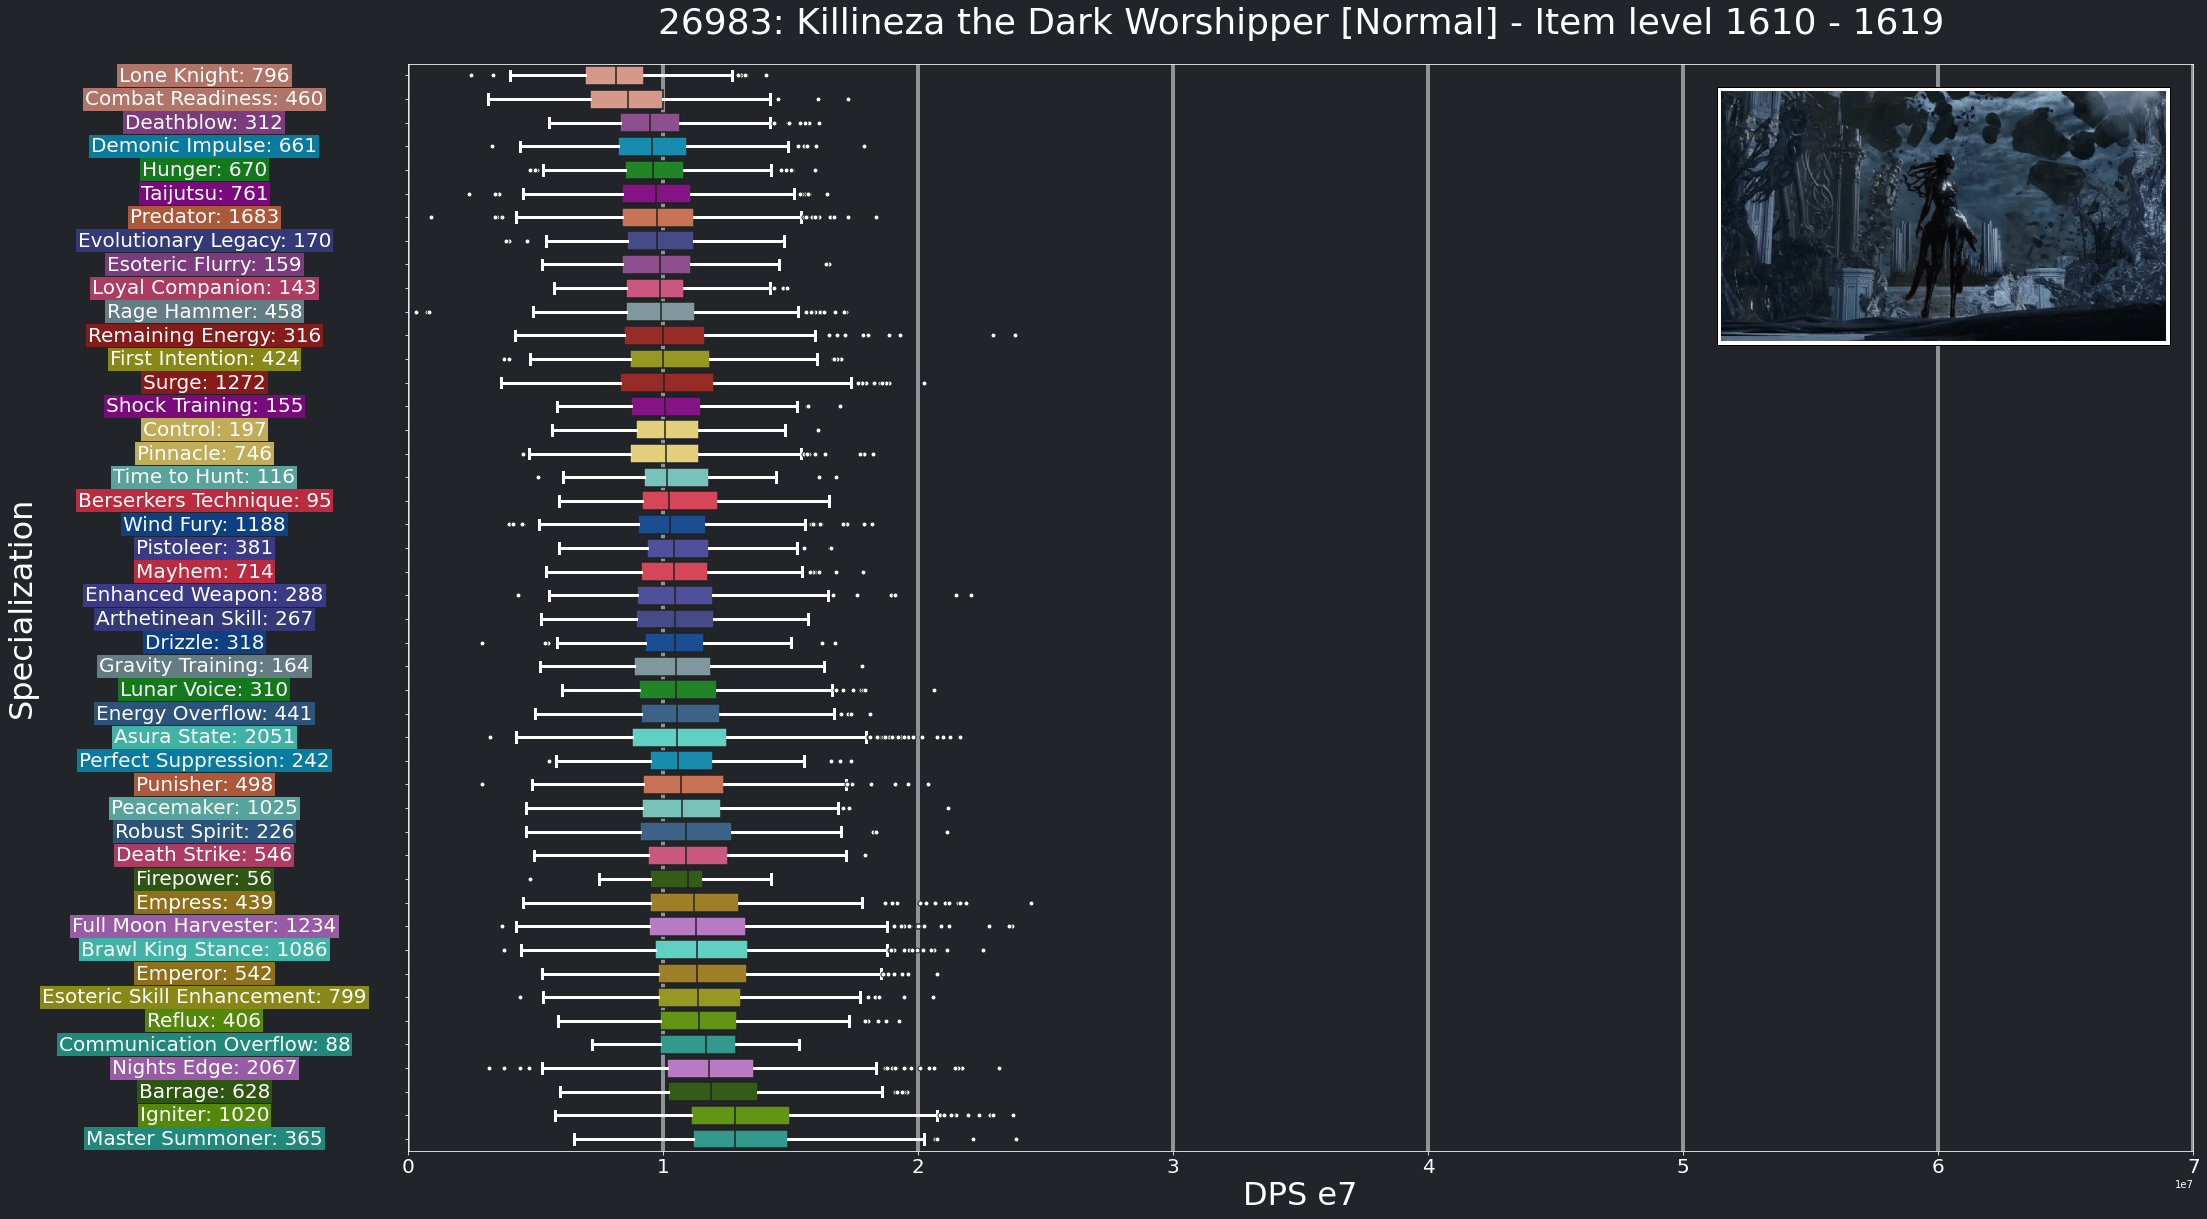 26983: Killineza the Dark Worshipper [Normal] - Item level 1610 - 1619
Specialization
Lone Knight: 796
Combat Readiness: 460
Deathblow: 312
Demonic Impulse: 661
Hunger: 670
Taijutsu: 761
Predator: 1683
Evolutionary Legacy: 170
Esoteric Flurry: 159
Loyal Companion: 143
Rage Hammer: 458
Remaining Energy: 316
First Intention: 424
Surge: 1272
Shock Training: 155
Control: 197
Pinnacle: 746
Time to Hunt: 116
Berserkers Technique: 95
Wind Fury: 1188
Pistoleer: 381
Mayhem: 714
Enhanced Weapon: 288
Arthetinean Skill: 267
Drizzle: 318
Gravity Training: 164
Lunar Voice: 310
Energy Overflow: 441
Asura State: 2051
Perfect Suppression: 242
Punisher: 498
Peacemaker: 1025
Robust Spirit: 226
Death Strike: 546
Firepower: 56
Empress: 439
Full Moon Harvester: 1234
Brawl King Stance: 1086
Emperor: 542
Esoteric Skill Enhancement: 799
Reflux: 406
Communication Overflow: 88
Nights Edge: 2067
Barrage: 628
Igniter: 1020
Master Summoner: 365
0 1 2 3 4 5 6 7
1e7
DPS e7